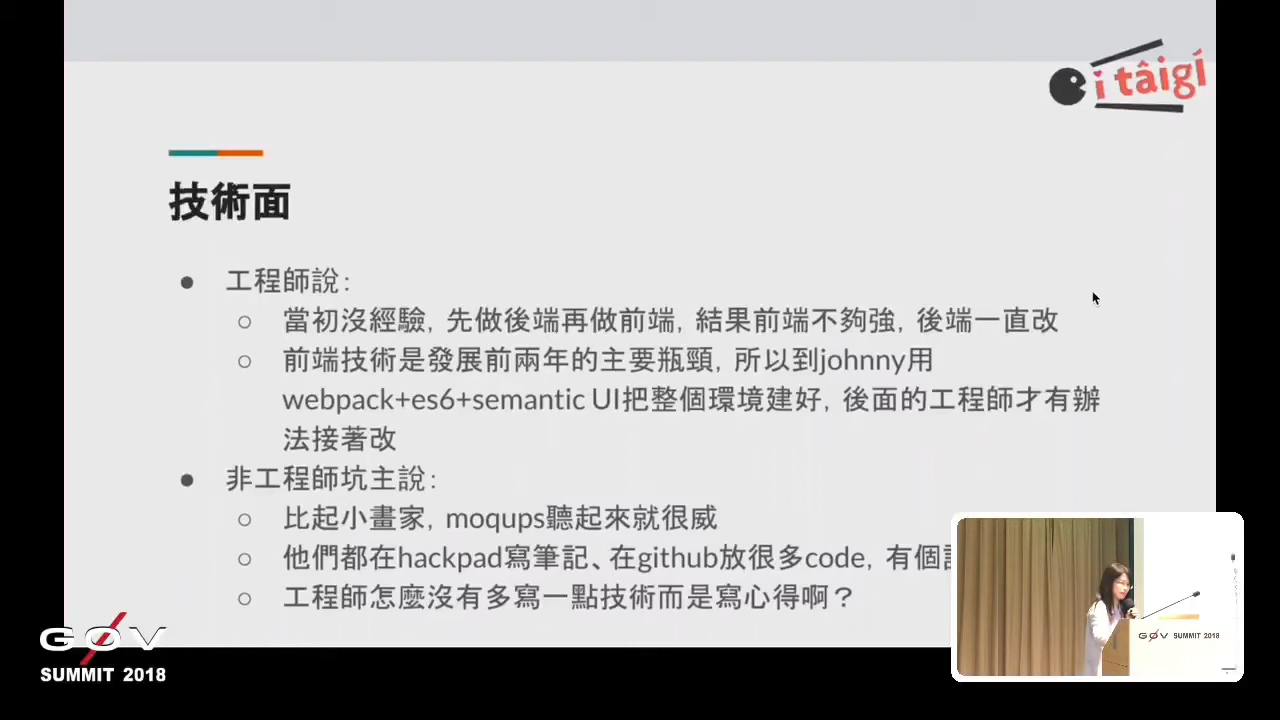 i tâigí
技術面
● 工程師說：
○ 當初沒經驗，先做後端再做前端，結果前端不夠強，後端一直改
○ 前端技術是發展前兩年的主要瓶頸，所以到johnny用
webpack+es6+semantic UI把整個環境建好，後面的工程師才有辦
法接著改
● 非工程師坑主說：
○ 比起小畫家，moqups聽起來就很威
○ 他們都在hackpad寫筆記、在github放很多code，有個
○ 工程師怎麼沒有多寫一點技術而是寫心得啊？
G0V
SUMMIT 2018
G0V SUMMIT 2018